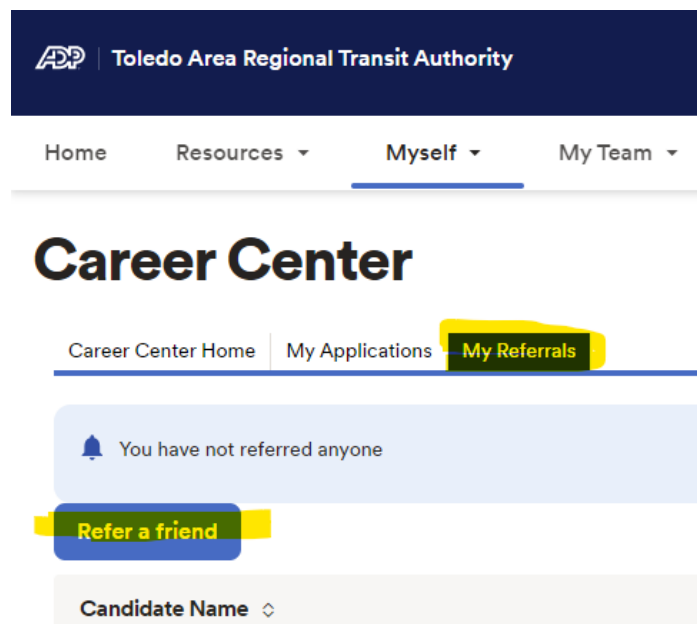 ADP Toledo Area Regional Transit Authority
Home Resources Myself My Team
Career Center
Career Center Home My Applications My Referrals
You have not referred anyone
Refer a friend
Candidate Name